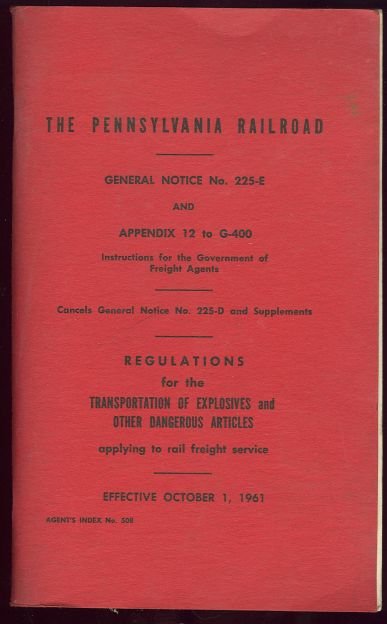 THE PENNSYLVANIA RAILROAD
GENERAL NOTICE No. 225-E
AND
APPENDIX 12 to G-400
Instructions for the Government of
Freight Agents
Cancels General Notice No. 225-D and Supplements
REGULATIONS
for the
TRANSPORTATION OF EXPLOSIVES and
OTHER DANGEROUS ARTICLES
applying to rail freight service
EFFECTIVE OCTOBER 1, 1961
AGENT'S INDEX No. 508